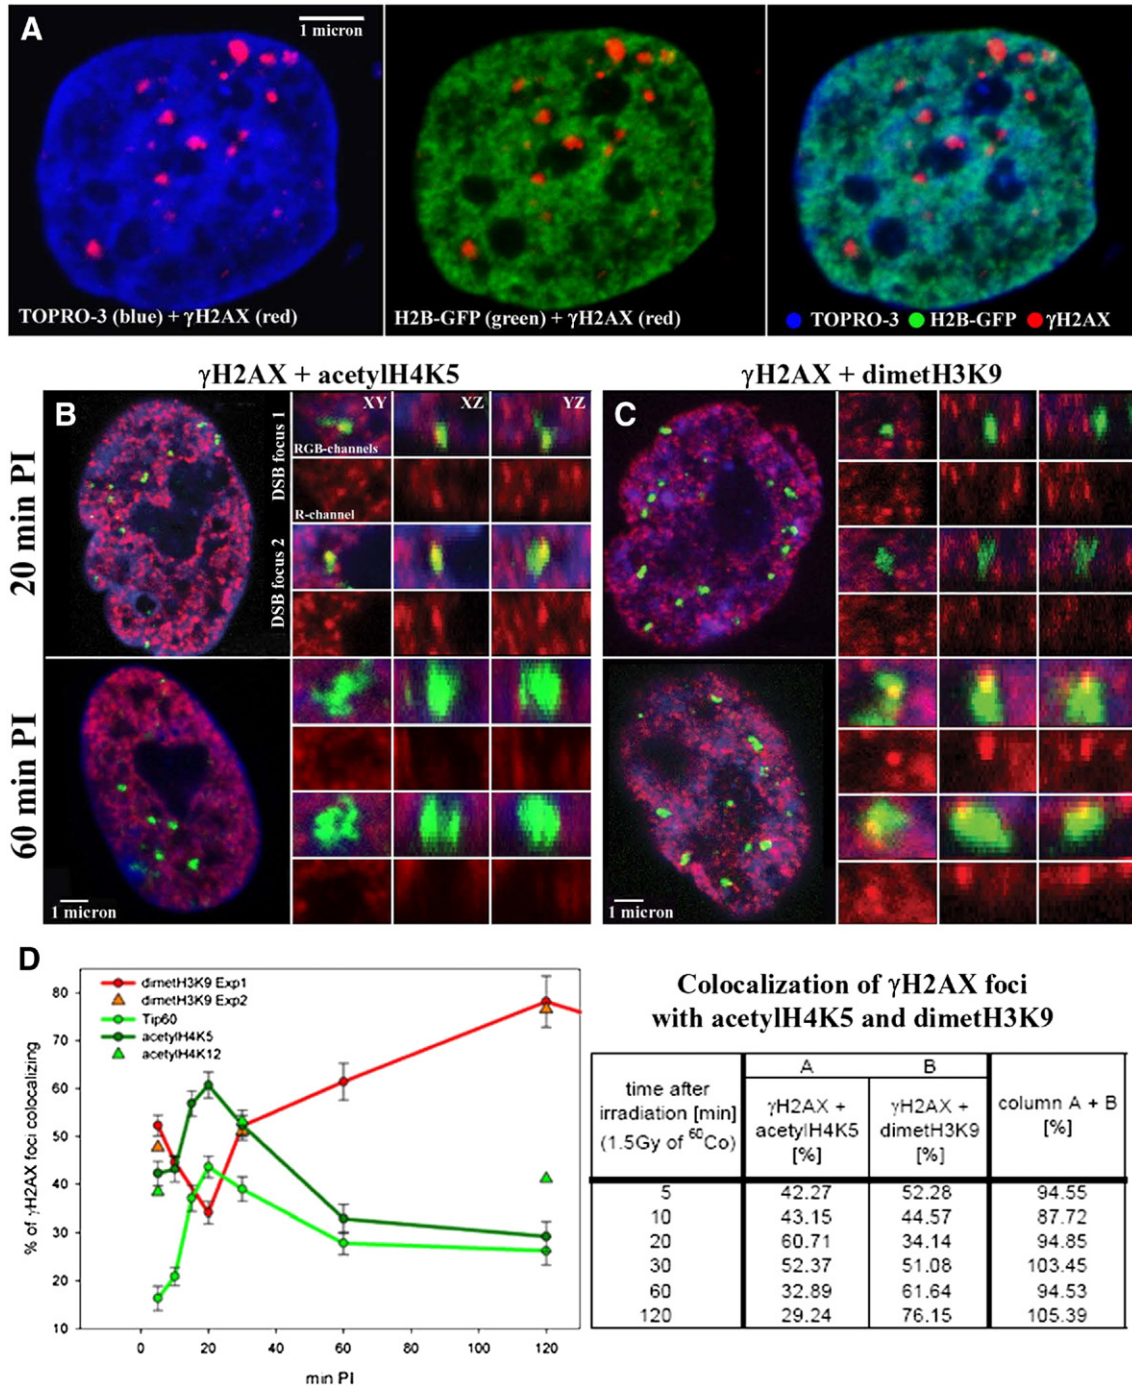 A
1 micron
TOPRO-3 (blue) + γH2AX (red)
H2B-GFP (green) + γH2AX (red)
TOPRO-3 H2B-GFP γH2AX
γH2AX + acetylH4K5
γH2AX + dimetH3K9
20 min PI
60 min PI
B
DSB focus 1
DSB focus 2
XY
XZ
YZ
RGB-channels
R-channel
1 micron
C
1 micron
D
dimetH3K9 Exp1
dimetH3K9 Exp2
Tip60
acetylH4K5
acetylH4K12
% of γH2AX foci colocalizing
80
70
60
50
40
30
20
10
0 20 40 60 80 100 120
min PI
Colocalization of γH2AX foci
with acetylH4K5 and dimetH3K9
time after
irradiation [min]
(1.5Gy of 60Co)
A
γH2AX +
acetylH4K5
[%]
B
γH2AX +
dimetH3K9
[%]
column A + B
[%]
5 42.27 52.28 94.55
10 43.15 44.57 87.72
20 60.71 34.14 94.85
30 52.37 51.08 103.45
60 32.89 61.64 94.53
120 29.24 76.15 105.39